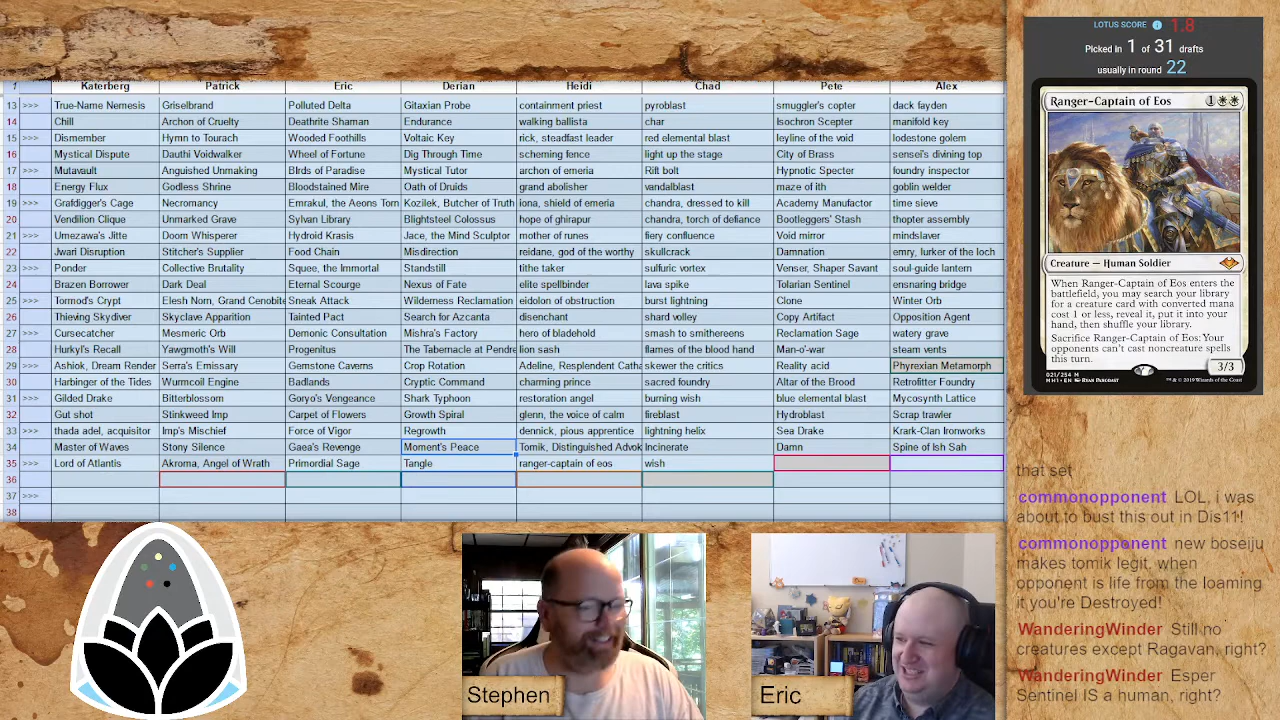 Katerberg Patrick Eric Derian Heidi Chad Pete Alex
13 >>> True-Name Nemesis Griselbrand Polluted Delta Gitaxian Probe containment priest pyroblast smuggler's copter dack fayden
14 Chill Archon of Cruelty Deathrite Shaman Endurance walking ballista char Isochron Scepter manifold key
15 >>> Dismember Hymn to Tourach Wooded Foothills Voltaic Key rick, steadfast leader red elemental blast leyline of the void lodestone golem
16 Mystical Dispute Dauthi Voidwalker Wheel of Fortune Dig Through Time scheming fence light up the stage City of Brass sensei's divining top
17 >>> Mutavault Anguished Unmaking BIrds of Paradise Mystical Tutor archon of emeria Rift bolt Hypnotic Specter foundry inspector
18 Energy Flux Godless Shrine Bloodstained Mire Oath of Druids grand abolisher vandalblast maze of ith goblin welder
19 >>> Grafdigger's Cage Necromancy Emrakul, the Aeons Torn Kozilek, Butcher of Truth iona, shield of emeria chandra, dressed to kill Academy Manufactor time sieve
20 Vendilion Clique Unmarked Grave Sylvan Library Blightsteel Colossus hope of ghirapur chandra, torch of defiance Bootleggers' Stash thopter assembly
21 >>> Umezawa's Jitte Doom Whisperer Hydroid Krasis Jace, the Mind Sculptor mother of runes fiery confluence Void mirror mindslaver
22 Jwari Disruption Stitcher's Supplier Food Chain Misdirection reidane, god of the worthy skullcrack Damnation emry, lurker of the loch
23 >>> Ponder Collective Brutality Squee, the Immortal Standstill tithe taker sulfuric vortex Venser, Shaper Savant soul-guide lantern
24 Brazen Borrower Dark Deal Eternal Scourge Nexus of Fate elite spellbinder lava spike Tolarian Sentinel ensnaring bridge
25 >>> Tormod's Crypt Elesh Norn, Grand Cenobite Sneak Attack Wilderness Reclamation eidolon of obstruction burst lightning Clone Winter Orb
26 Thieving Skydiver Skyclave Apparition Tainted Pact Search for Azcanta disenchant shard volley Copy Artifact Opposition Agent
27 >>> Cursecatcher Mesmeric Orb Demonic Consultation Mishra's Factory hero of bladehold smash to smithereens Reclamation Sage watery grave
28 Hurkyl's Recall Yawgmoth's Will Progenitus The Tabernacle at Pendre lion sash flames of the blood hand Man-o'-war steam vents
29 >>> Ashiok, Dream Render Serra's Emissary Gemstone Caverns Crop Rotation Adeline, Resplendent Catha skewer the critics Reality acid Phyrexian Metamorph
30 Harbinger of the Tides Wurmcoil Engine Badlands Cryptic Command charming prince sacred foundry Altar of the Brood Retrofitter Foundry
31 >>> Gilded Drake Bitterblossom Goryo's Vengeance Shark Typhoon restoration angel burning wish blue elemental blast Mycosynth Lattice
32 Gut shot Stinkweed Imp Carpet of Flowers Growth Spiral glenn, the voice of calm fireblast Hydroblast Scrap trawler
33 >>> thada adel, acquisitor Imp's Mischief Force of Vigor Regrowth dennick, pious apprentice lightning helix Sea Drake Krark-Clan Ironworks
34 Master of Waves Stony Silence Gaea's Revenge Moment's Peace Tomik, Distinguished Advok Incinerate Damn Spine of Ish Sah
35 >>> Lord of Atlantis Akroma, Angel of Wrath Primordial Sage Tangle ranger-captain of eos wish
36
37 >>>
38
LOTUS SCORE 1.8
Picked in 1 of 31 drafts
usually in round 22
Ranger-Captain of Eos 1
Creature — Human Soldier
When Ranger-Captain of Eos enters the
battlefield, you may search your library
for a creature card with converted mana
cost 1 or less, reveal it, put it into your
hand, then shuffle your library.
Sacrifice Ranger-Captain of Eos: Your
opponents can't cast noncreature spells
this turn.
3/3
021/254 M
MH1 • EN RYAN PANCOAST
™ & © 2019 Wizards of the Coast
that set
commonopponent LOL, i was
about to bust this out in Dis11!
commonopponent new boseiju
makes tomik legit, when
opponent is life from the loaming
it you're Destroyed!
WanderingWinder Still no
creatures except Ragavan, right?
WanderingWinder Esper
Sentinel IS a human, right?
Stephen
Eric